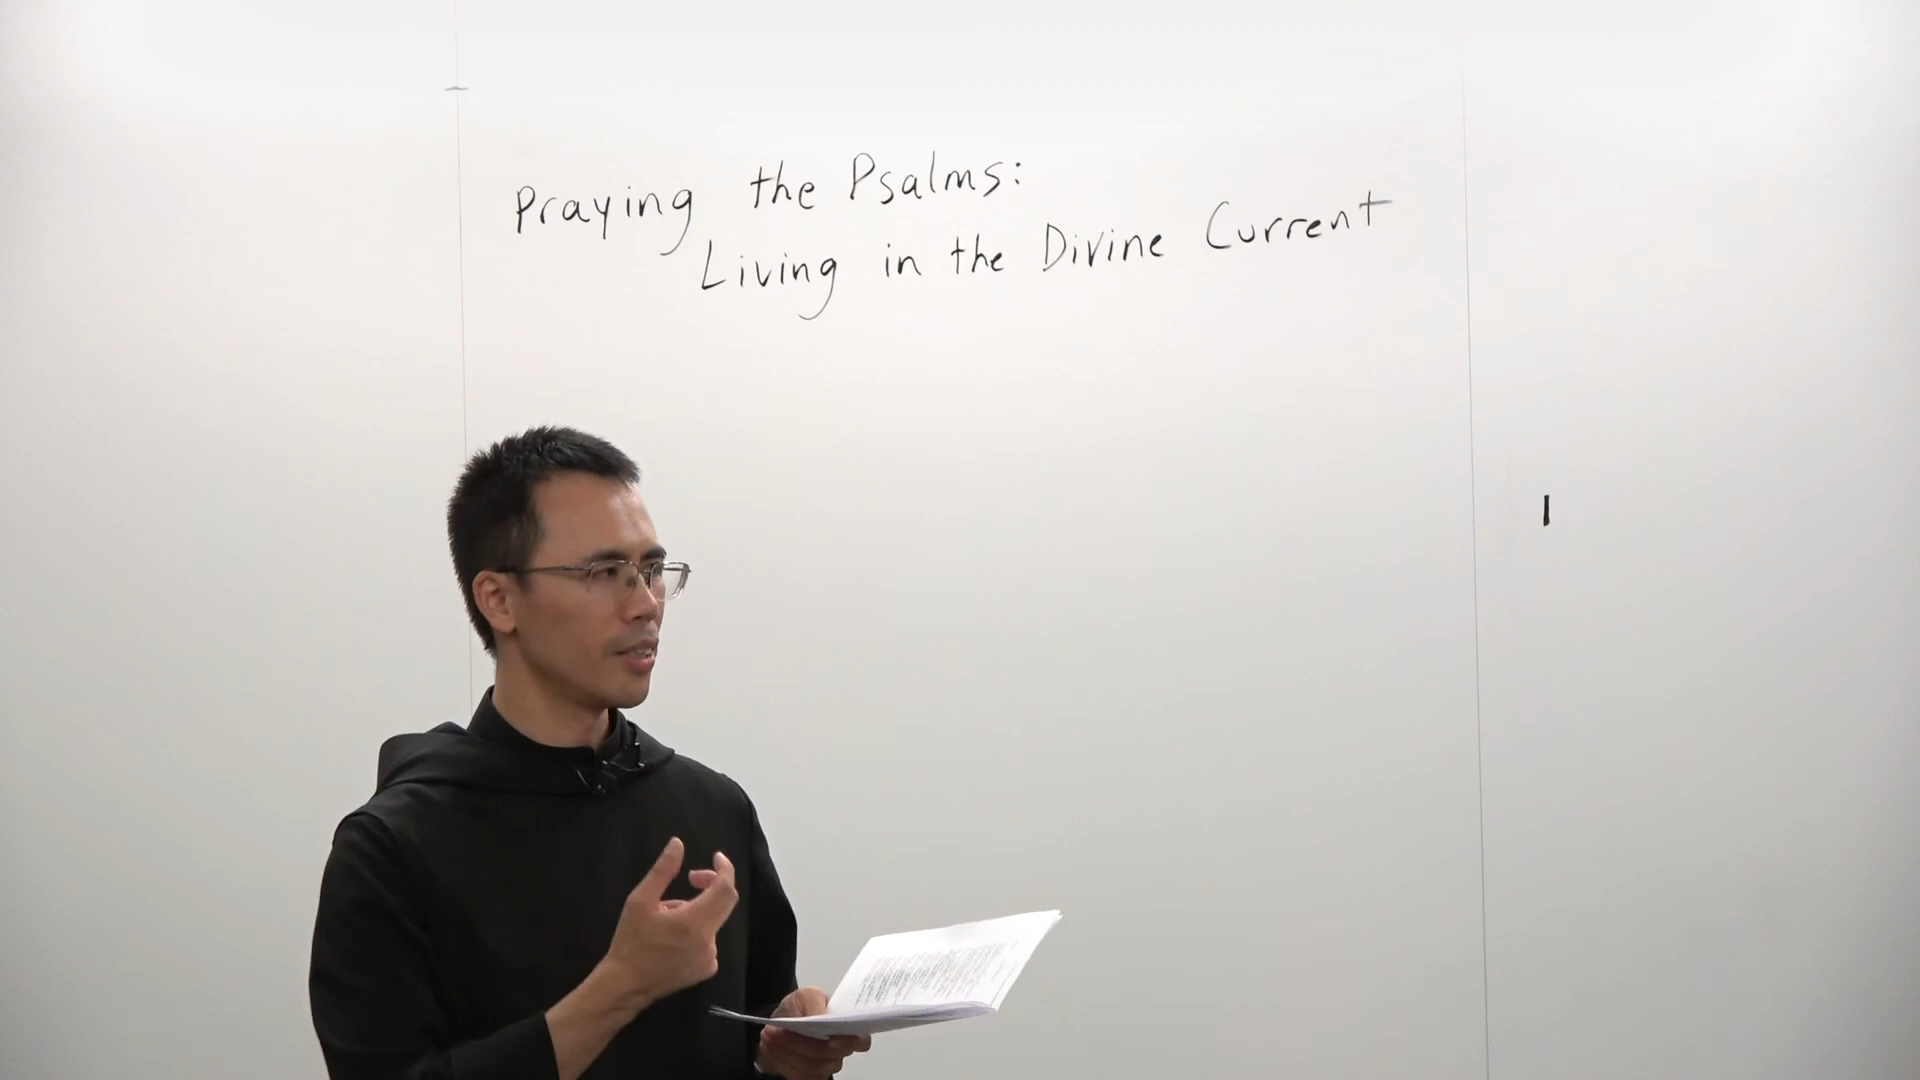 Praying the Psalms:
Living in the Divine Current